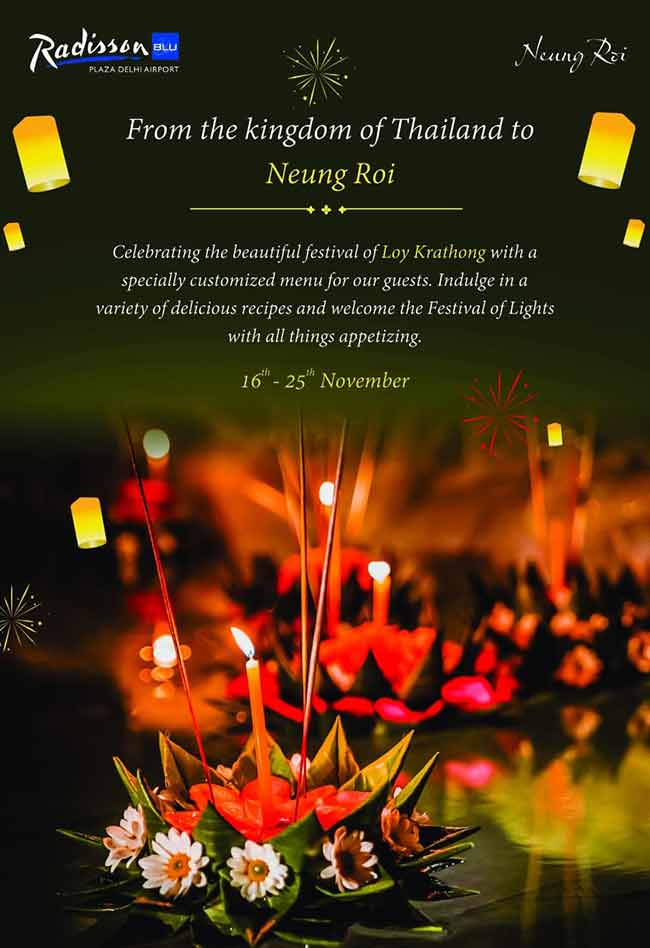 Radisson BLU
PLAZA DELHI AIRPORT
Neung Roi
From the kingdom of Thailand to
Neung Roi
Celebrating the beautiful festival of Loy Krathong with a
specially customized menu for our guests. Indulge in a
variety of delicious recipes and welcome the Festival of Lights
with all things appetizing.
16th - 25th November